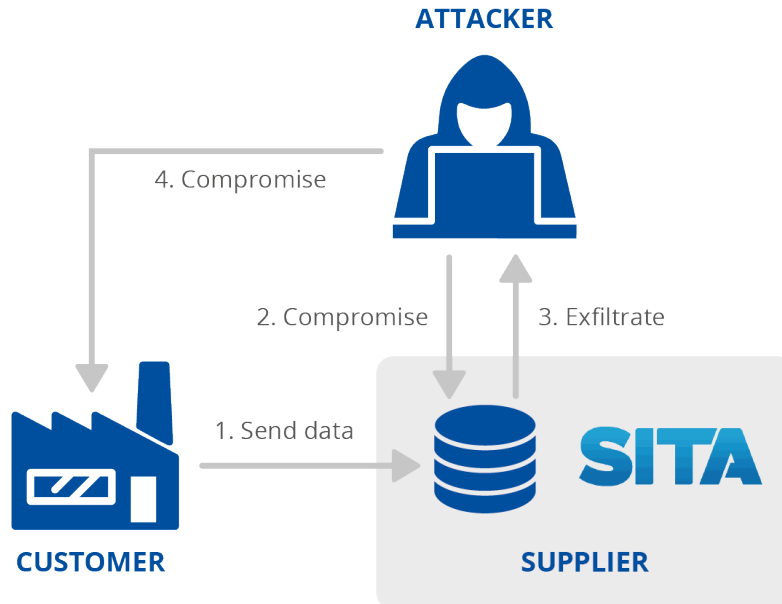 ATTACKER
4. Compromise
2. Compromise
3. Exfiltrate
1. Send data
SITA
CUSTOMER
SUPPLIER